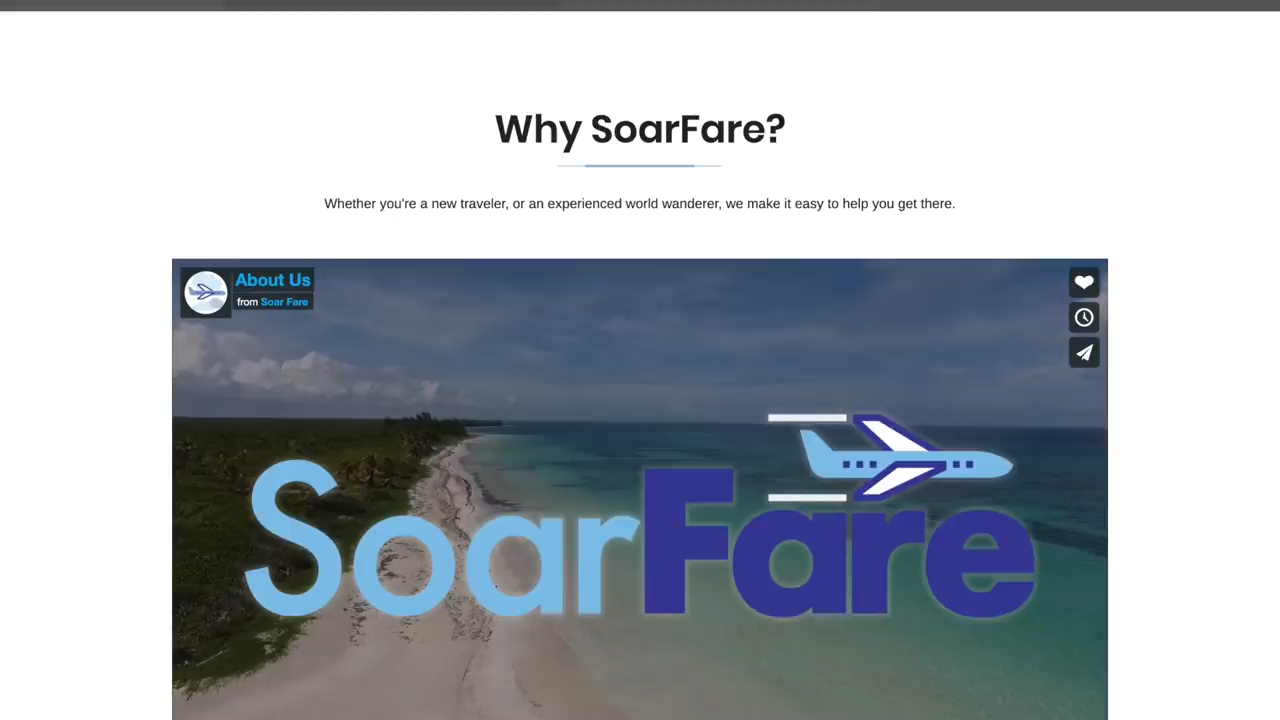 Why SoarFare?
Whether you're a new traveler, or an experienced world wanderer, we make it easy to help you get there.
About Us
from Soar Fare
SoarFare